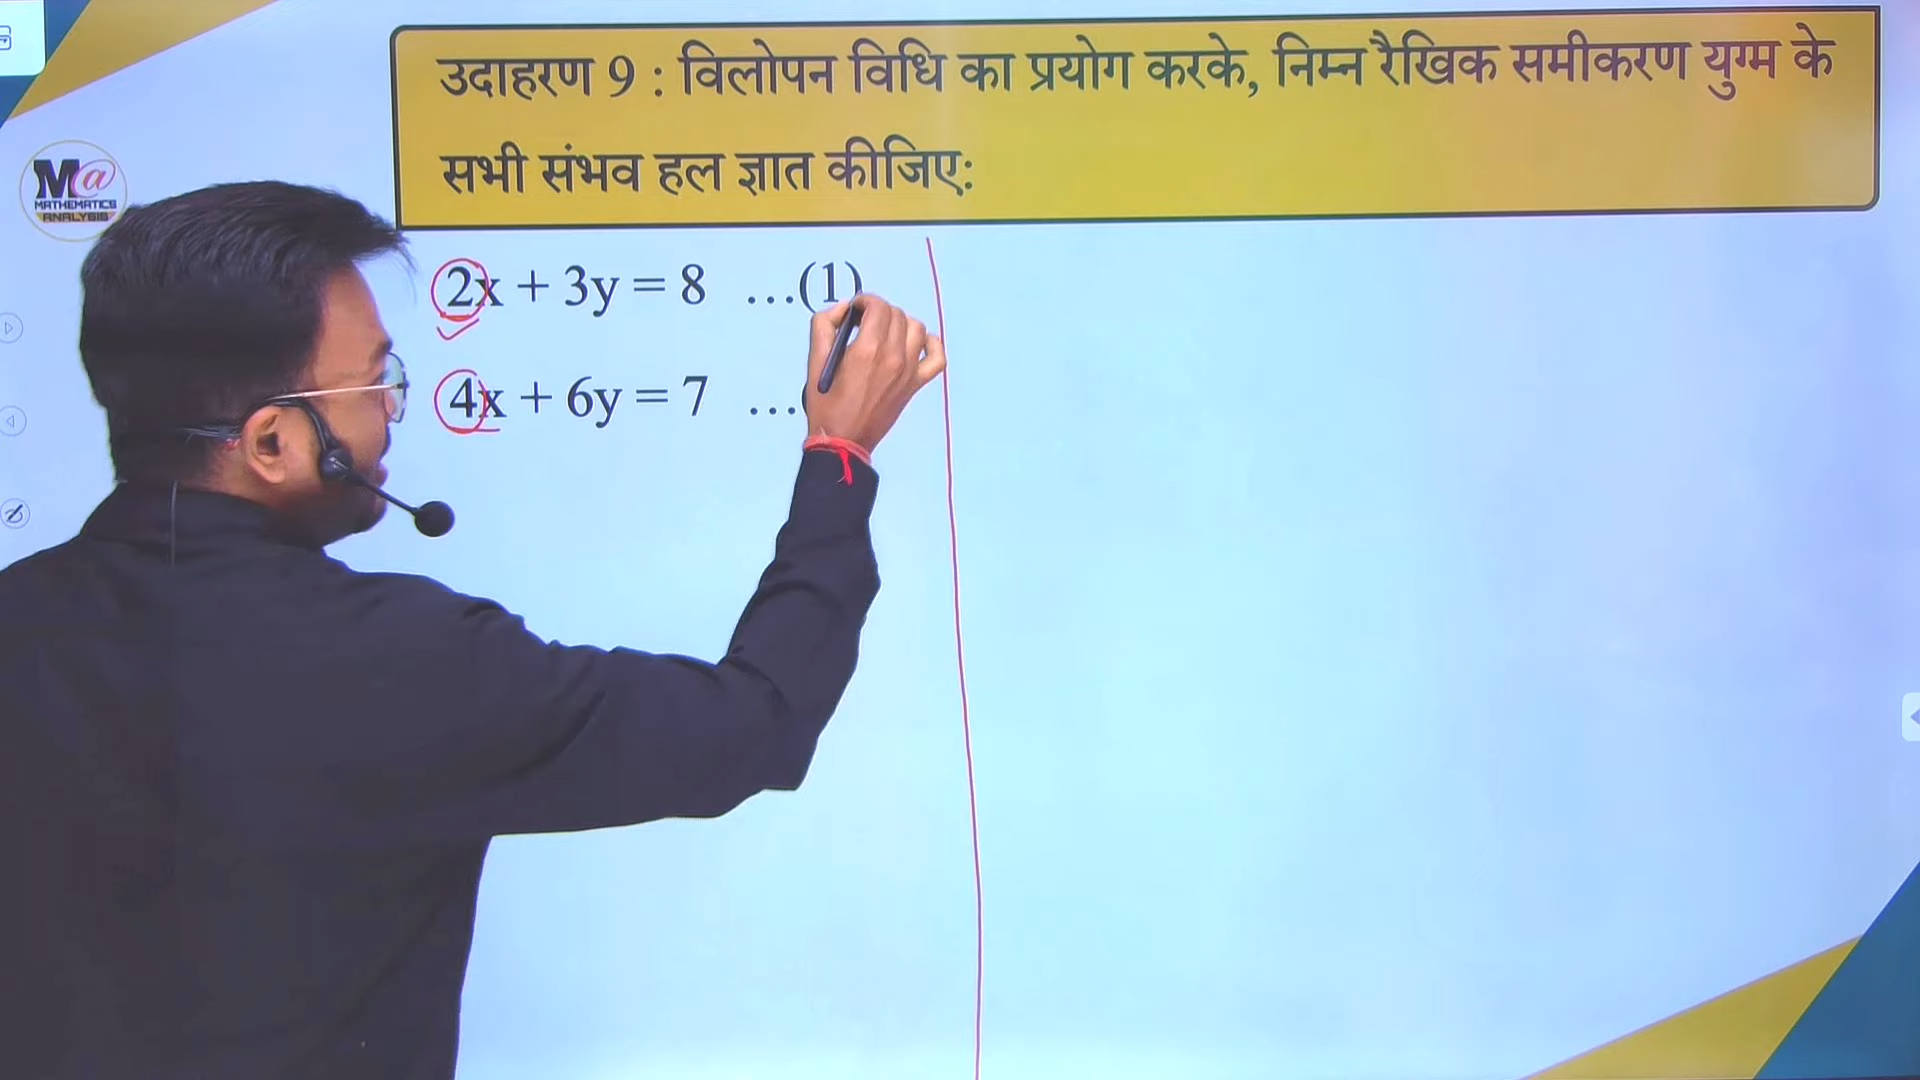 उदाहरण 9 : विलोपन विधि का प्रयोग करके, निम्न रैखिक समीकरण युग्म के
सभी संभव हल ज्ञात कीजिए:
M@
MATHEMATICS
ANALYSIS
2x + 3y = 8 ...(1)
4x + 6y = 7 ...